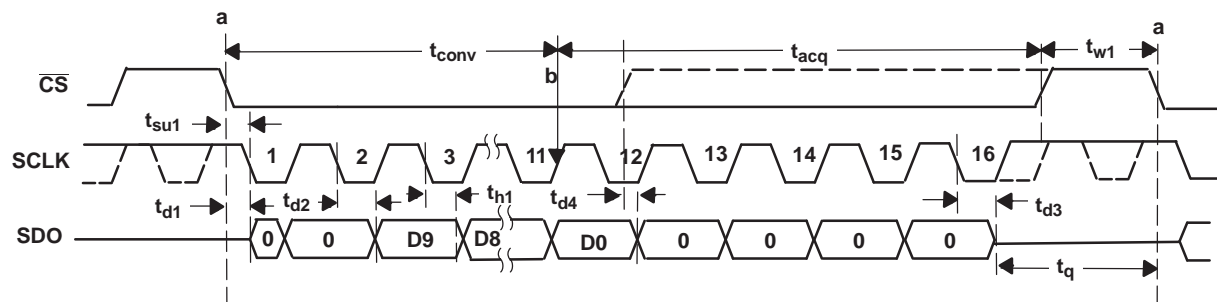 a
a
t_conv
t_acq
t_w1
b
CS
t_su1
SCLK
1 2 3 11 12 13 14 15 16
t_d1 t_d2 t_h1 t_d4 t_d3
SDO
0 0 D9 D8 D0 0 0 0 0
t_q